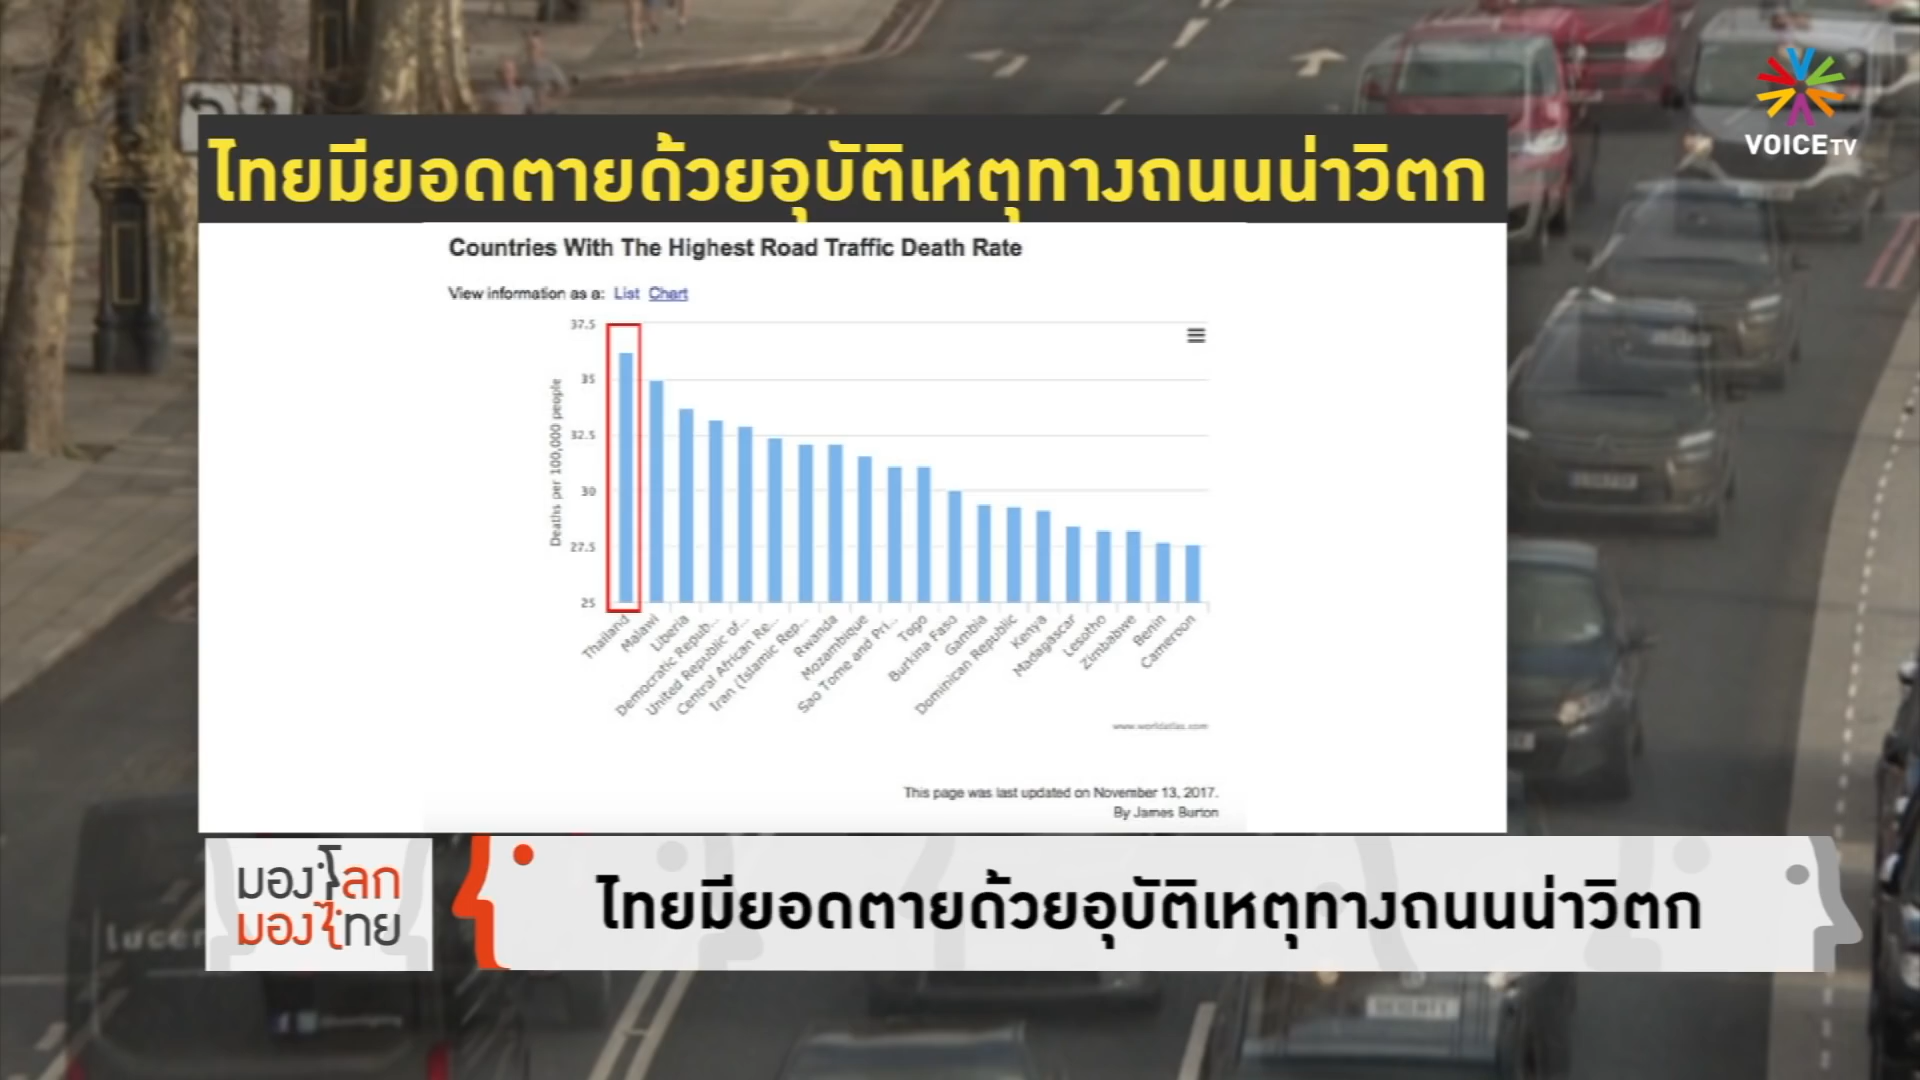 VOICETV
ไทยมียอดตายด้วยอุบัติเหตุทางถนนน่าวิตก
Countries With The Highest Road Traffic Death Rate
View information as a: List Chart
37.5
35
32.5
30
27.5
25
Deaths per 100,000 people
Thailand
Malawi
Liberia
Democratic Repub...
United Republic of...
Central African Re...
Iran (Islamic Rep...
Rwanda
Mozambique
Sao Tome and Pri...
Togo
Burkina Faso
Gambia
Dominican Republic
Kenya
Madagascar
Lesotho
Zimbabwe
Benin
Cameroon
www.worldatlas.com
This page was last updated on November 13, 2017.
By James Burton
มองโลก
มองไทย
ไทยมียอดตายด้วยอุบัติเหตุทางถนนน่าวิตก